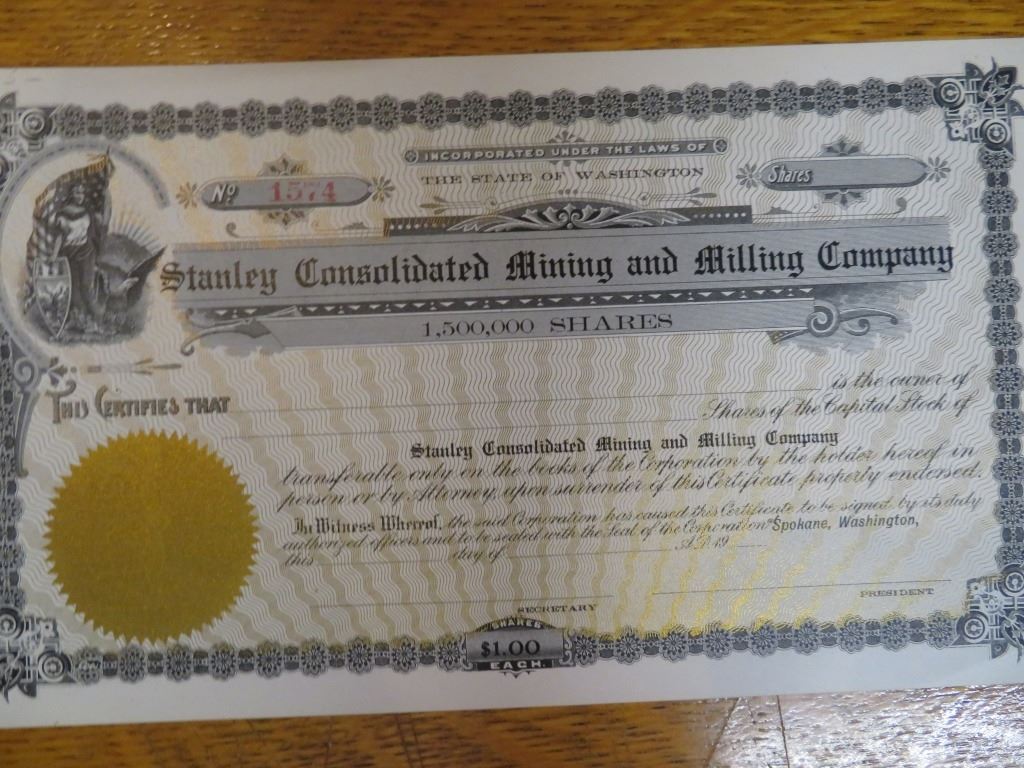 INCORPORATED UNDER THE LAWS OF
THE STATE OF WASHINGTON
No 1574
Shares
Stanley Consolidated Mining and Milling Company
1,500,000 SHARES
THIS CERTIFIES THAT is the owner of
Shares of the Capital Stock of
Stanley Consolidated Mining and Milling Company
transferable only on the books of the Corporation by the holder hereof in
person or by Attorney upon surrender of this Certificate properly endorsed.
In Witness Whereof, the said Corporation has caused this Certificate to be signed by its duly
authorized officers and to be sealed with the Seal of the Corporation Spokane, Washington,
this day of A.D. 19
SECRETARY
PRESIDENT
SHARES
$1.00
EACH.